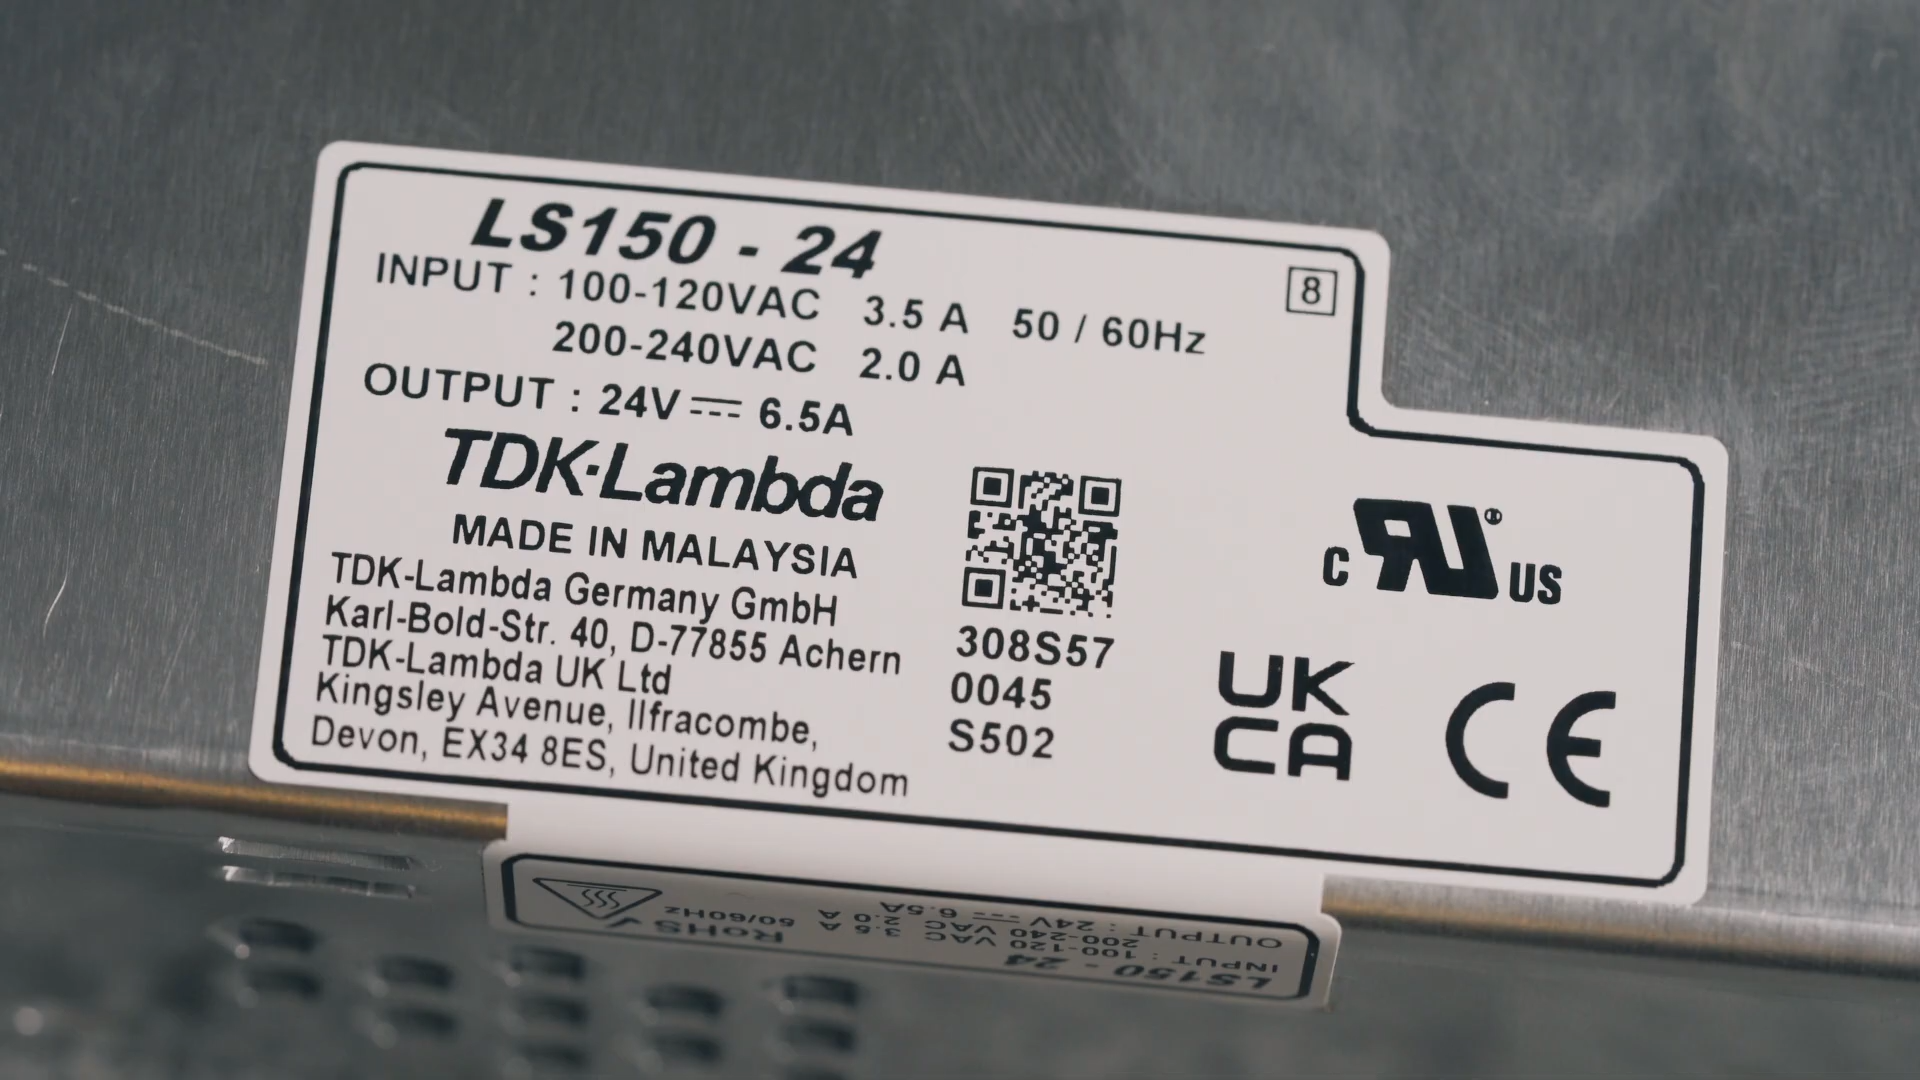 LS150 - 24
8
INPUT : 100-120VAC 3.5 A 50 / 60Hz
200-240VAC 2.0 A
OUTPUT : 24V 6.5A
TDK·Lambda
MADE IN MALAYSIA
TDK-Lambda Germany GmbH
Karl-Bold-Str. 40, D-77855 Achern
TDK-Lambda UK Ltd
Kingsley Avenue, Ilfracombe,
Devon, EX34 8ES, United Kingdom
308S57
0045
S502
c RU® US
UK
CA
CE
LS150 - 24
INPUT : 100-120 VAC 3.5 A 50/60Hz
200-240 VAC 2.0 A
OUTPUT : 24V 6.5A
RoHS ✓